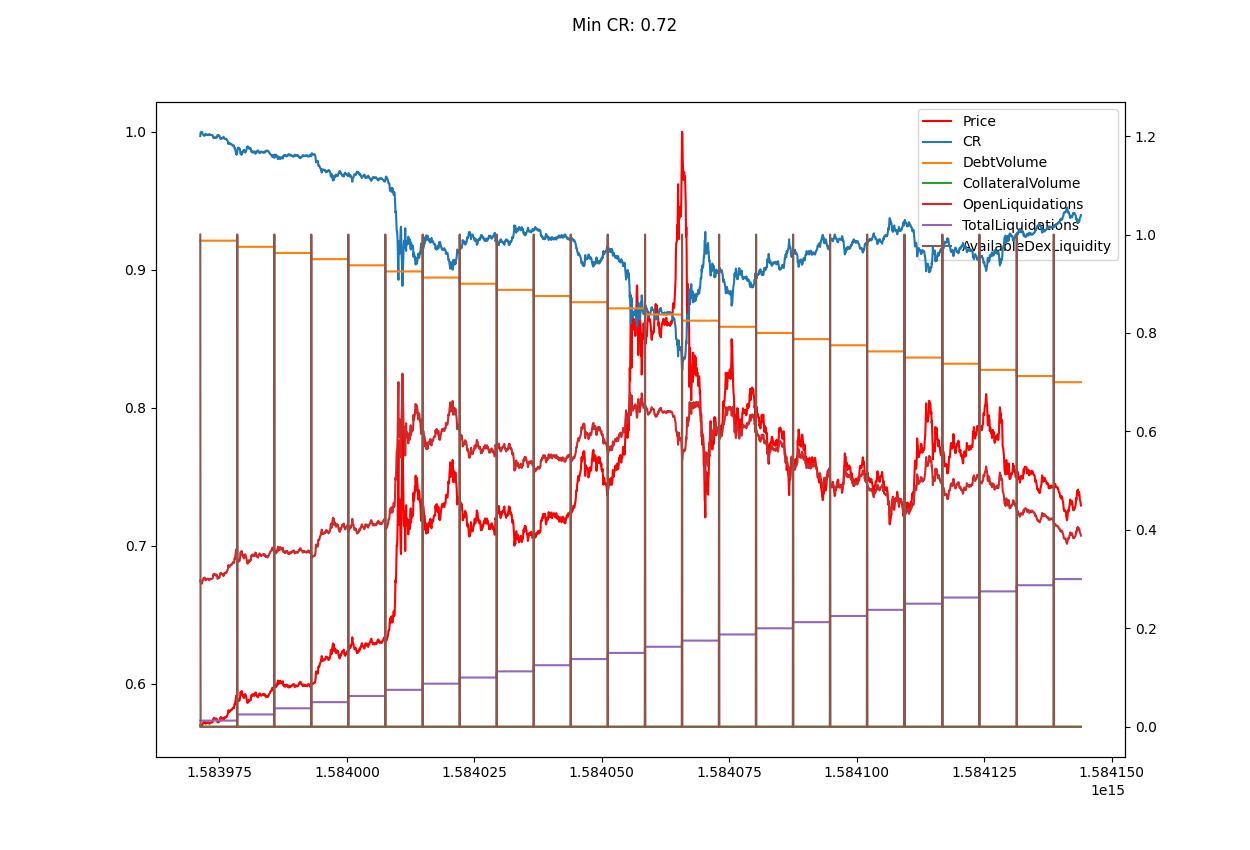 Min CR: 0.72
Price
CR
DebtVolume
CollateralVolume
OpenLiquidations
TotalLiquidations
AvailableDexLiquidity
1.0
0.9
0.8
0.7
0.6
1.2
1.0
0.8
0.6
0.4
0.2
0.0
1.583975 1.584000 1.584025 1.584050 1.584075 1.584100 1.584125 1.584150
1e15